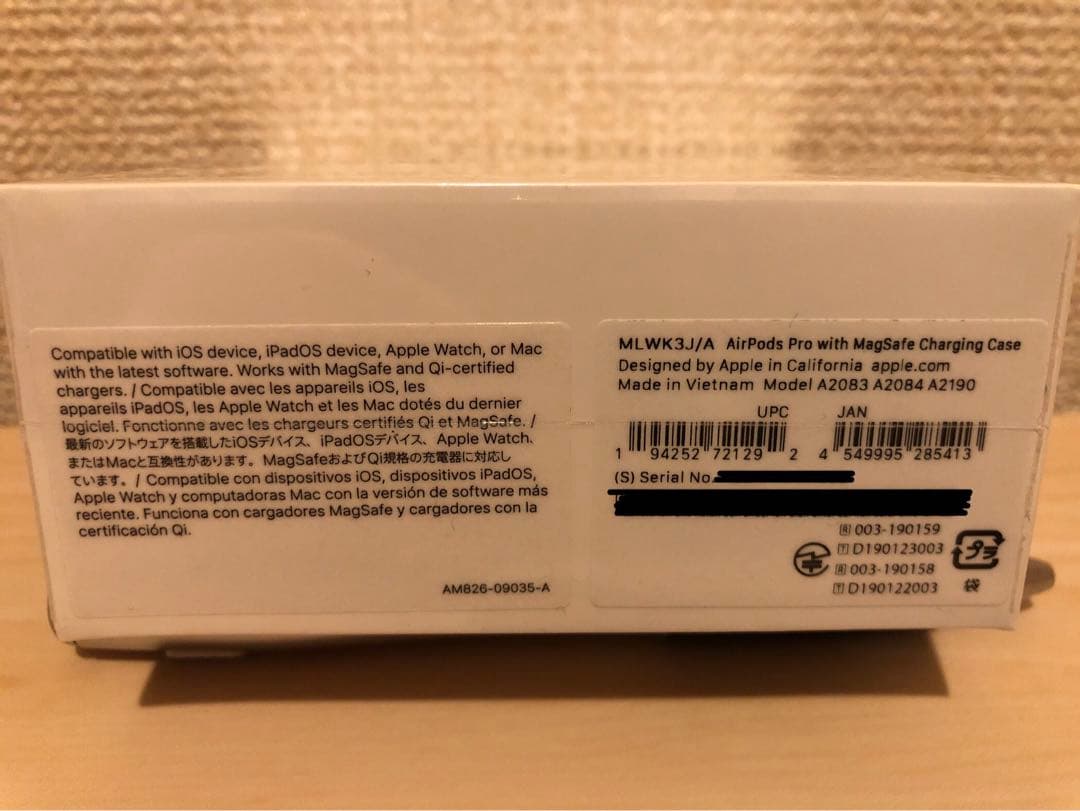 Compatible with iOS device, iPadOS device, Apple Watch, or Mac
with the latest software. Works with MagSafe and Qi-certified
chargers. / Compatible avec les appareils iOS, les
appareils iPadOS, les Apple Watch et les Mac dotés du dernier
logiciel. Fonctionne avec les chargeurs certifiés Qi et MagSafe. /
最新のソフトウェアを搭載したiOSデバイス、iPadOSデバイス、Apple Watch、
またはMacと互換性があります。MagSafeおよびQi規格の充電器に対応し
ています。/ Compatible con dispositivos iOS, dispositivos iPadOS,
Apple Watch y computadoras Mac con la versión de software más
reciente. Funciona con cargadores MagSafe y cargadores con la
certificación Qi.
AM826-09035-A
MLWK3J/A AirPods Pro with MagSafe Charging Case
Designed by Apple in California apple.com
Made in Vietnam Model A2083 A2084 A2190
UPC JAN
1 94252 72129 2 4 549995 285413
(S) Serial No.
R 003-190159
T D190123003
R 003-190158
T D190122003
プラ
袋